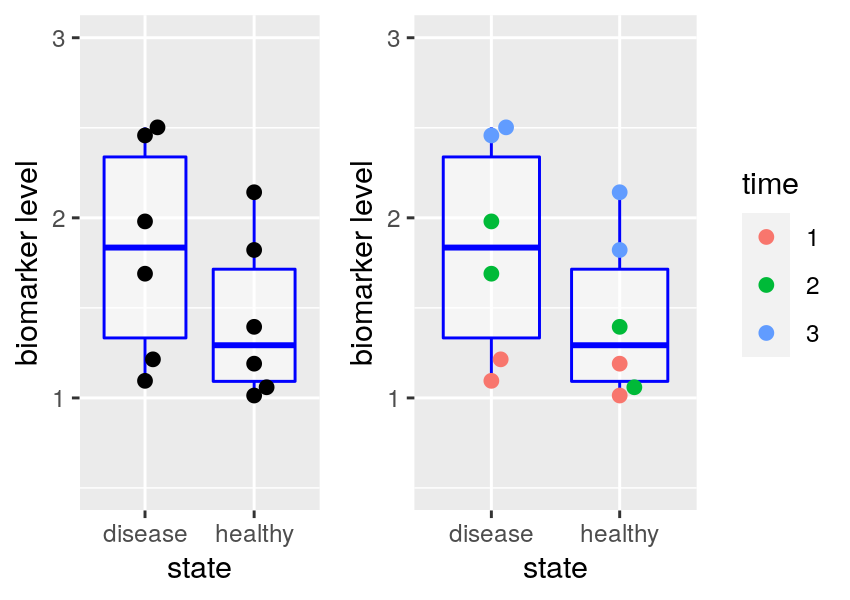 biomarker level
3
2
1
disease healthy
state
biomarker level
3
2
1
disease healthy
state
time
1
2
3